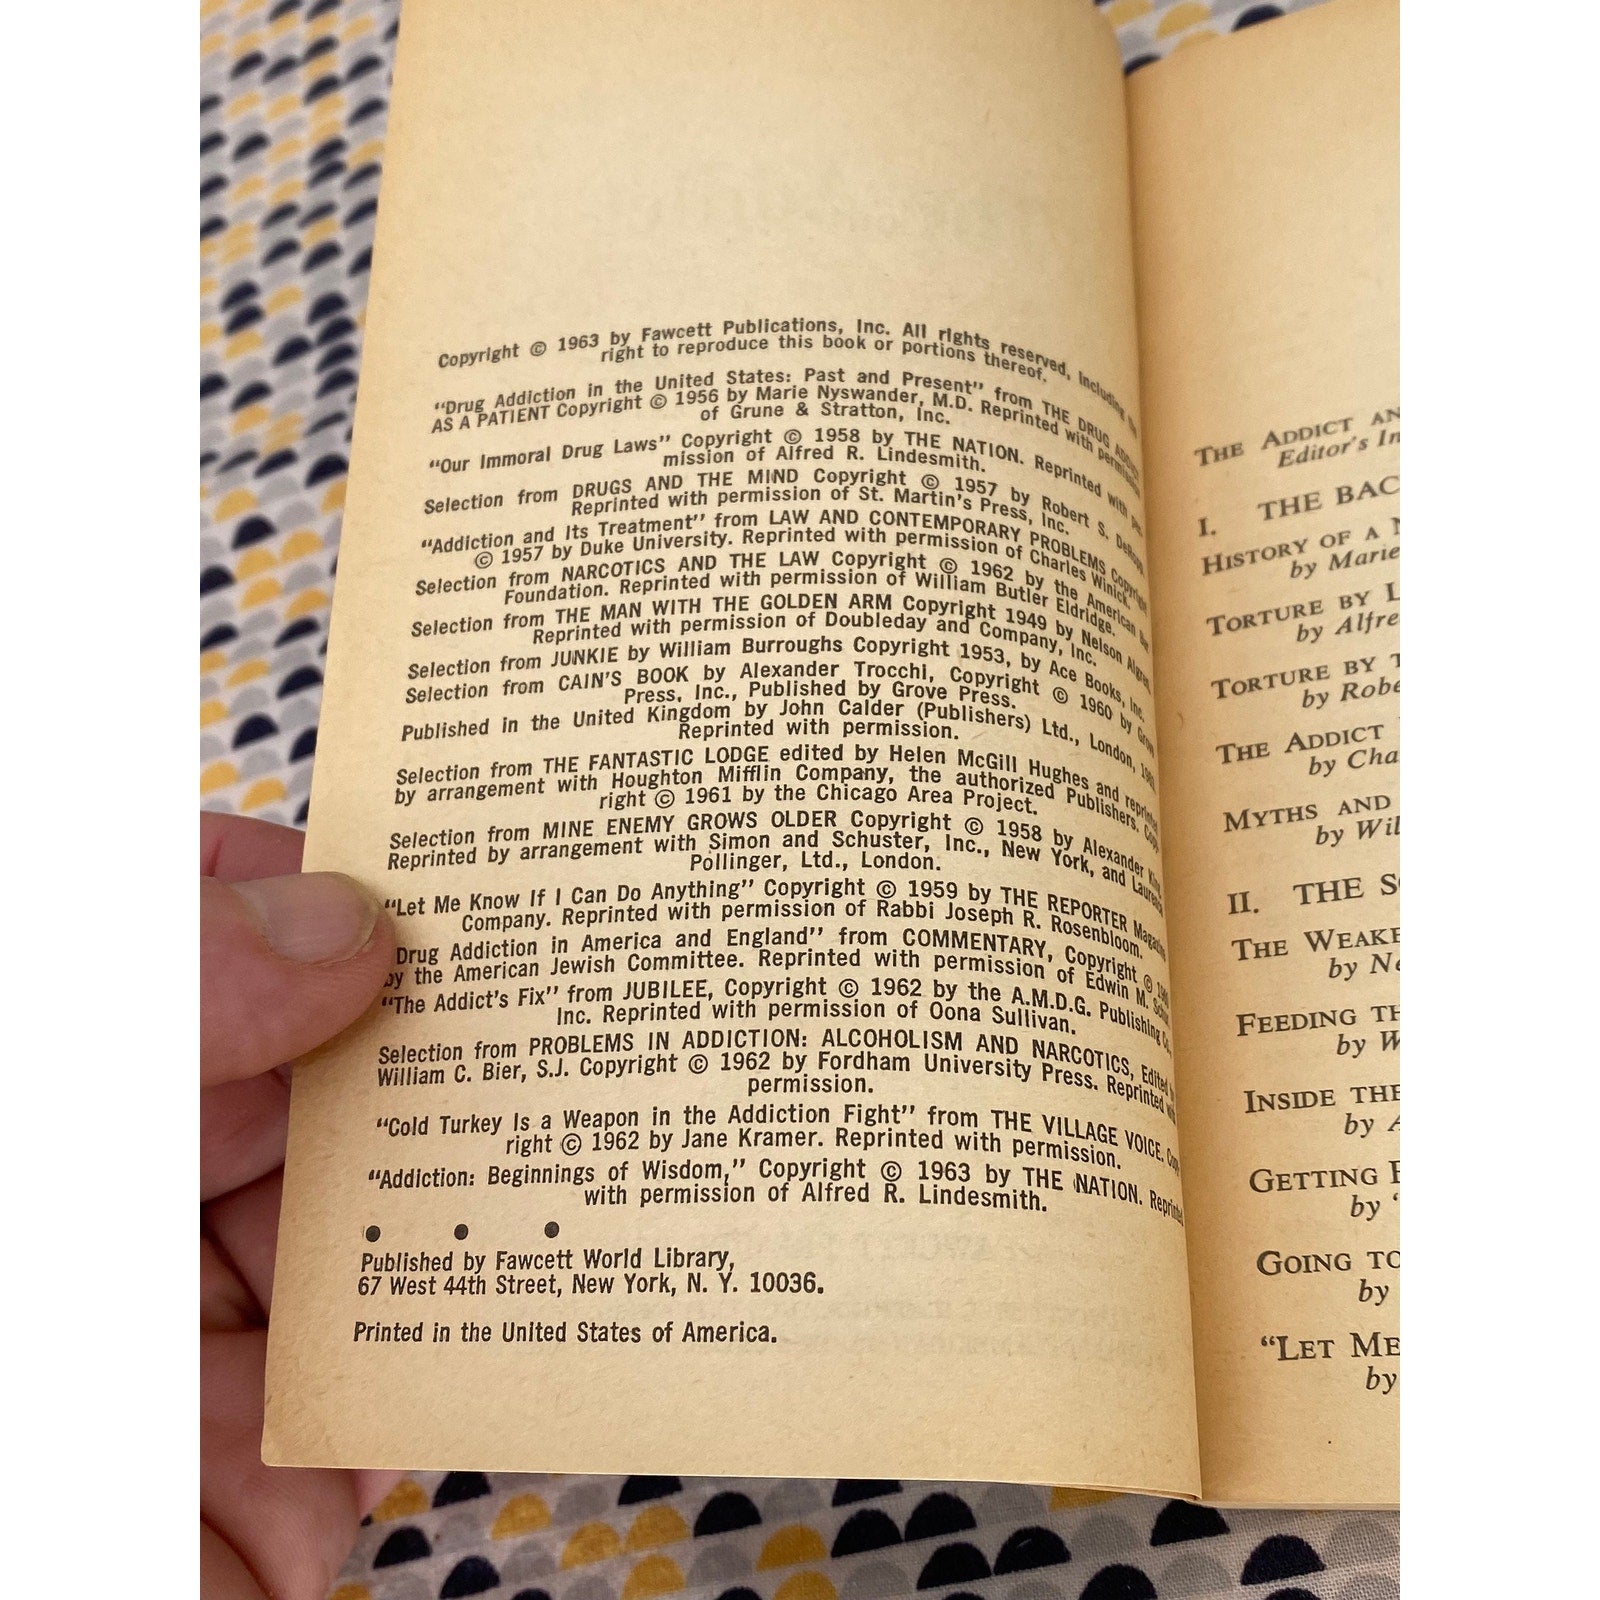 Copyright © 1963 by Fawcett Publications, Inc. All rights reserved, including the
right to reproduce this book or portions thereof.
"Drug Addiction in the United States: Past and Present" from THE DRUG ADDICT
AS A PATIENT Copyright © 1956 by Marie Nyswander, M.D. Reprinted with permission
of Grune & Stratton, Inc.
"Our Immoral Drug Laws" Copyright © 1958 by THE NATION. Reprinted with per-
mission of Alfred R. Lindesmith.
Selection from DRUGS AND THE MIND Copyright © 1957 by Robert S. DeRopp.
Reprinted with permission of St. Martin's Press, Inc.
"Addiction and Its Treatment" from LAW AND CONTEMPORARY PROBLEMS Copyright
© 1957 by Duke University. Reprinted with permission of Charles Winick.
Selection from NARCOTICS AND THE LAW Copyright © 1962 by the American Bar
Foundation. Reprinted with permission of William Butler Eldridge.
Selection from THE MAN WITH THE GOLDEN ARM Copyright 1949 by Nelson Algren.
Reprinted with permission of Doubleday and Company, Inc.
Selection from JUNKIE by William Burroughs Copyright 1953, by Ace Books, Inc.
Selection from CAIN'S BOOK by Alexander Trocchi, Copyright © 1960 by Grove
Press, Inc., Published by Grove Press.
Published in the United Kingdom by John Calder (Publishers) Ltd., London,
Reprinted with permission.
Selection from THE FANTASTIC LODGE edited by Helen McGill Hughes and reprinted
by arrangement with Houghton Mifflin Company, the authorized Publishers. Copy-
right © 1961 by the Chicago Area Project.
Selection from MINE ENEMY GROWS OLDER Copyright © 1958 by Alexander King.
Reprinted by arrangement with Simon and Schuster, Inc., New York, and Laurence
Pollinger, Ltd., London.
"Let Me Know If I Can Do Anything" Copyright © 1959 by THE REPORTER Magazine
Company. Reprinted with permission of Rabbi Joseph R. Rosenbloom.
Drug Addiction in America and England" from COMMENTARY, Copyright ©
by the American Jewish Committee. Reprinted with permission of Edwin M.
"The Addict's Fix" from JUBILEE, Copyright © 1962 by the A.M.D.G. Publishing Co.
Inc. Reprinted with permission of Oona Sullivan.
Selection from PROBLEMS IN ADDICTION: ALCOHOLISM AND NARCOTICS, Edited by
William C. Bier, S.J. Copyright © 1962 by Fordham University Press. Reprinted with
permission.
"Cold Turkey Is a Weapon in the Addiction Fight" from THE VILLAGE VOICE. Copy-
right © 1962 by Jane Kramer. Reprinted with permission.
"Addiction: Beginnings of Wisdom," Copyright © 1963 by THE NATION. Reprinted
with permission of Alfred R. Lindesmith.
• • •
Published by Fawcett World Library,
67 West 44th Street, New York, N. Y. 10036.
Printed in the United States of America.
THE ADDICT AN
Editor's In
I. THE BAC
HISTORY OF A
by Marie
TORTURE BY L
by Alfre
TORTURE BY T
by Robe
THE ADDICT
by Cha
MYTHS AND
by Wil
II. THE S
THE WEAKE
by Ne
FEEDING TH
by W
INSIDE THE
by A
GETTING
by "
GOING TO
by
"LET ME
by